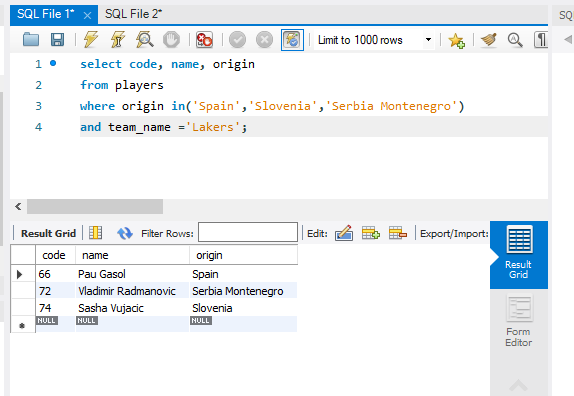 SQL File 1* SQL File 2* SQ
Limit to 1000 rows
1 select code, name, origin
2 from players
3 where origin in('Spain','Slovenia','Serbia Montenegro')
4 and team_name ='Lakers';
Result Grid Filter Rows: Edit: Export/Import:
code name origin
66 Pau Gasol Spain
72 Vladimir Radmanovic Serbia Montenegro
74 Sasha Vujacic Slovenia
NULL NULL NULL
Result
Grid
Form
Editor